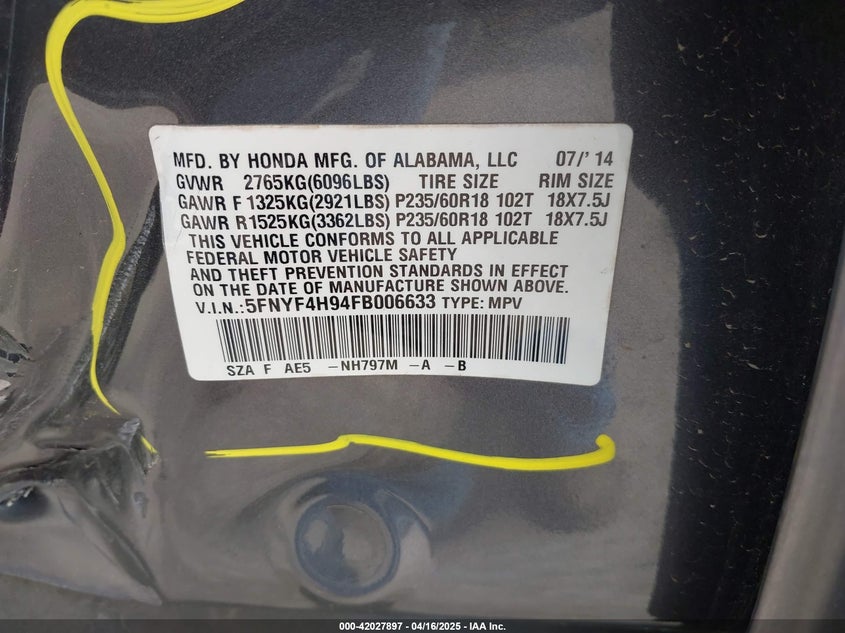 MFD. BY HONDA MFG. OF ALABAMA, LLC 07/' 14
GVWR 2765KG(6096LBS) TIRE SIZE RIM SIZE
GAWR F 1325KG(2921LBS) P235/60R18 102T 18X7.5J
GAWR R1525KG(3362LBS) P235/60R18 102T 18X7.5J
THIS VEHICLE CONFORMS TO ALL APPLICABLE
FEDERAL MOTOR VEHICLE SAFETY
AND THEFT PREVENTION STANDARDS IN EFFECT
ON THE DATE OF MANUFACTURE SHOWN ABOVE.
V.I.N.:5FNYF4H94FB006633 TYPE: MPV
SZA F AE5 -NH797M -A -B
000-42027897 - 04/16/2025 - IAA Inc.